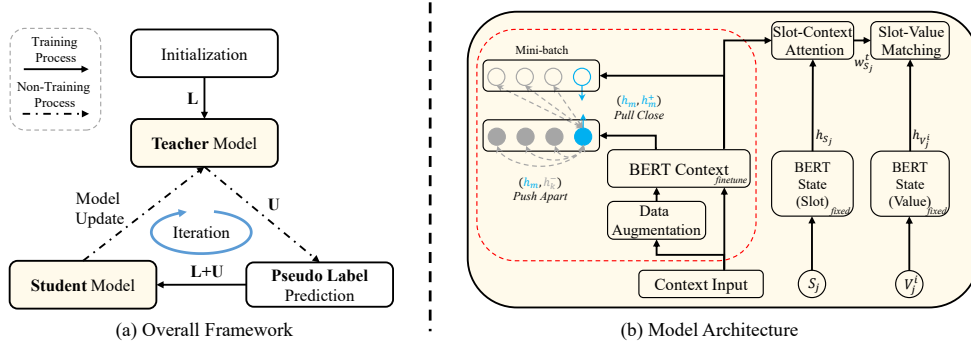 Training
Process
Non-Training
Process
Initialization
L
Teacher Model
Model
Update
U
Iteration
L+U
Student Model
Pseudo Label
Prediction
(a) Overall Framework
Mini-batch
(h_m, h_m^+)
Pull Close
(h_m, h_k^-)
Push Apart
BERT Context
finetune
Data
Augmentation
Context Input
Slot-Context
Attention
w_{S_j}^t
Slot-Value
Matching
h_{S_j}
h_{V_j^i}
BERT
State
(Slot)
fixed
BERT
State
(Value)
fixed
S_j
V_j^i
(b) Model Architecture